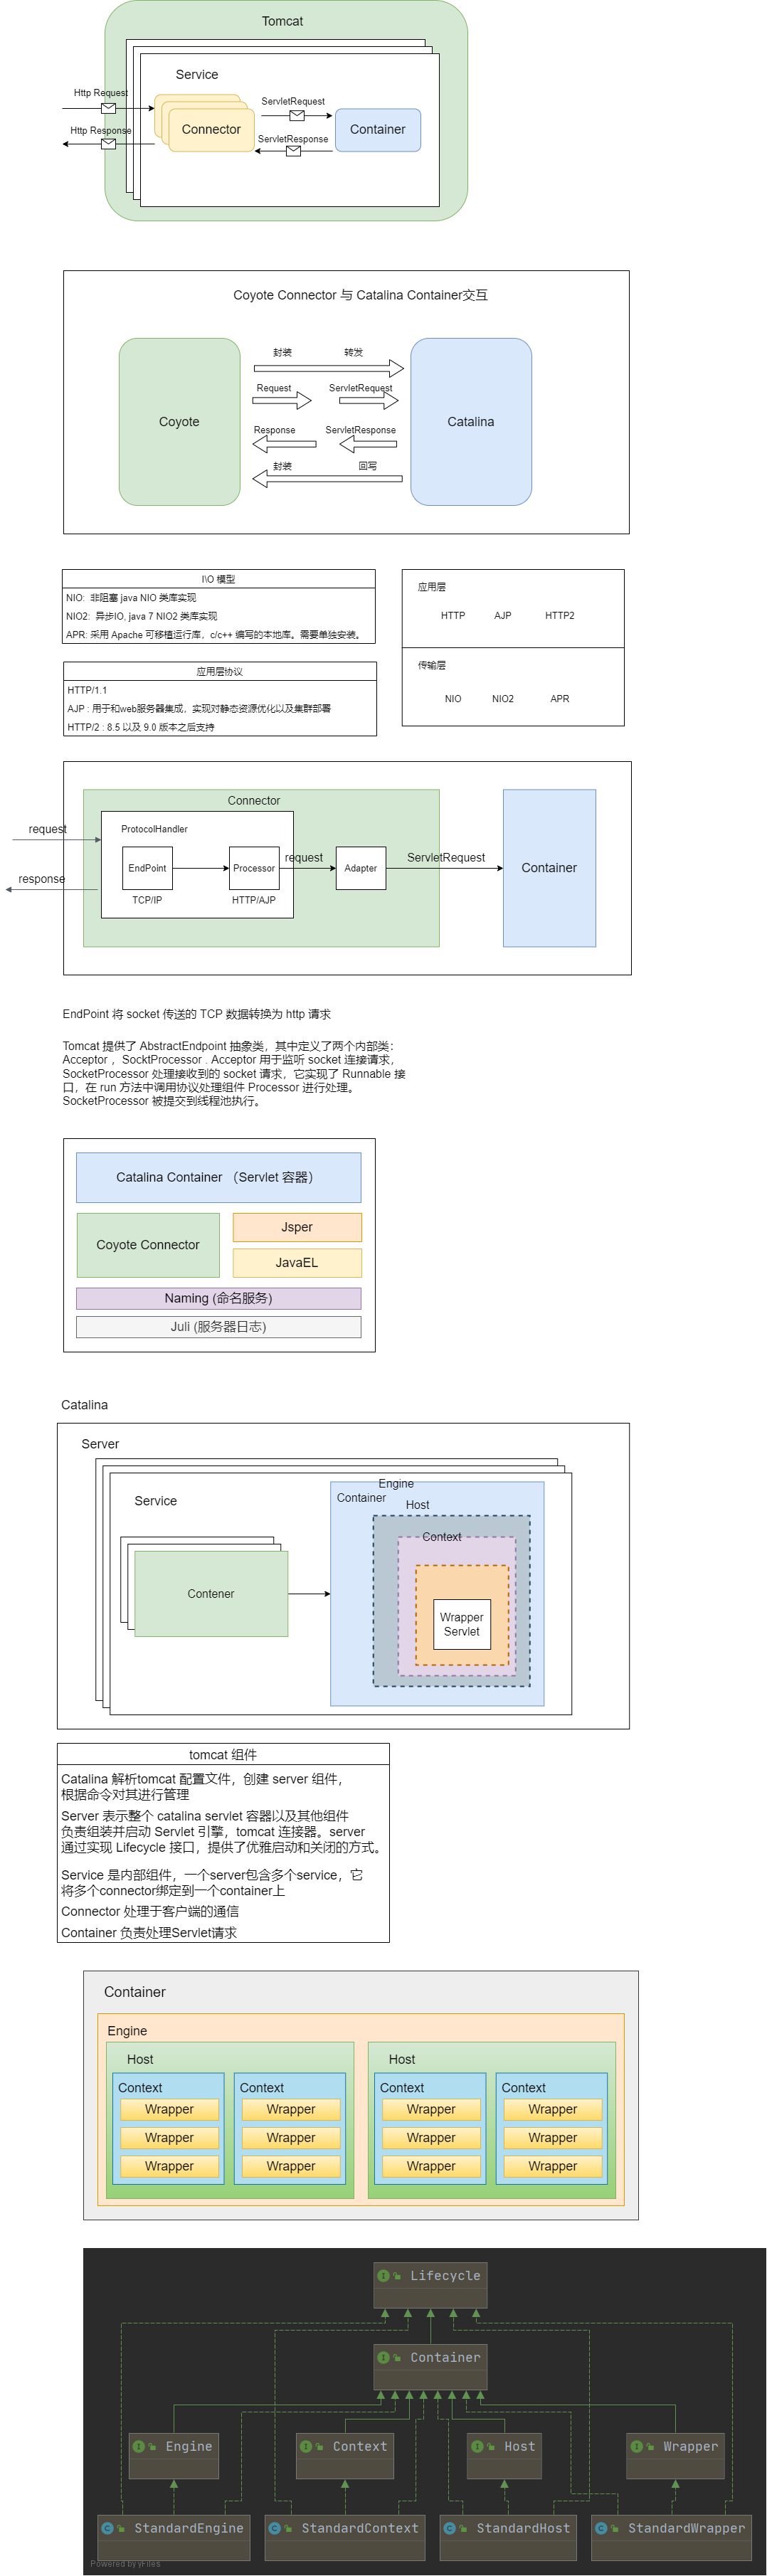 Tomcat
Service
Http Request
ServletRequest
Connector
Container
Http Response
ServletResponse
Coyote Connector 与 Catalina Container交互
封装
转发
Request
ServletRequest
Coyote
Catalina
Response
ServletResponse
封装
回写
I\O 模型
NIO: 非阻塞 java NIO 类库实现
NIO2: 异步IO, java 7 NIO2 类库实现
APR: 采用 Apache 可移植运行库，c/c++ 编写的本地库。需要单独安装。
应用层
HTTP
AJP
HTTP2
传输层
NIO
NIO2
APR
应用层协议
HTTP/1.1
AJP : 用于和web服务器集成，实现对静态资源优化以及集群部署
HTTP/2 : 8.5 以及 9.0 版本之后支持
Connector
ProtocolHandler
request
EndPoint
Processor
request
Adapter
ServletRequest
Container
response
TCP/IP
HTTP/AJP
EndPoint 将 socket 传送的 TCP 数据转换为 http 请求
Tomcat 提供了 AbstractEndpoint 抽象类，其中定义了两个内部类：
Acceptor ，SocktProcessor . Acceptor 用于监听 socket 连接请求，
SocketProcessor 处理接收到的 socket 请求，它实现了 Runnable 接
口，在 run 方法中调用协议处理组件 Processor 进行处理。
SocketProcessor 被提交到线程池执行。
Catalina Container （Servlet 容器）
Coyote Connector
Jsper
JavaEL
Naming (命名服务)
Juli (服务器日志)
Catalina
Server
Service
Engine
Container
Host
Context
Contener
Wrapper
Servlet
tomcat 组件
Catalina 解析tomcat 配置文件，创建 server 组件，
根据命令对其进行管理
Server 表示整个 catalina servlet 容器以及其他组件
负责组装并启动 Servlet 引擎，tomcat 连接器。server
通过实现 Lifecycle 接口，提供了优雅启动和关闭的方式。
Service 是内部组件，一个server包含多个service，它
将多个connector绑定到一个container上
Connector 处理于客户端的通信
Container 负责处理Servlet请求
Container
Engine
Host
Host
Context
Context
Context
Context
Wrapper
Wrapper
Wrapper
Wrapper
Wrapper
Wrapper
Wrapper
Wrapper
Wrapper
Wrapper
Wrapper
Wrapper
Lifecycle
Container
Engine
Context
Host
Wrapper
StandardEngine
StandardContext
StandardHost
StandardWrapper
Powered by yFiles